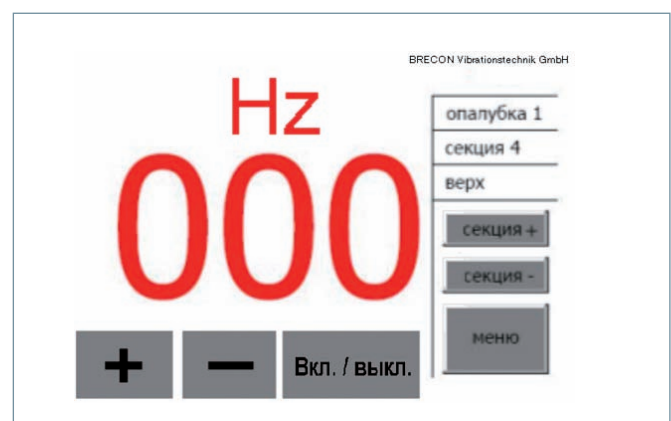 BRECON Vibrationstechnik GmbH
Hz
000
опалубка 1
секция 4
верх
секция +
секция -
меню
+
−
Вкл. / выкл.